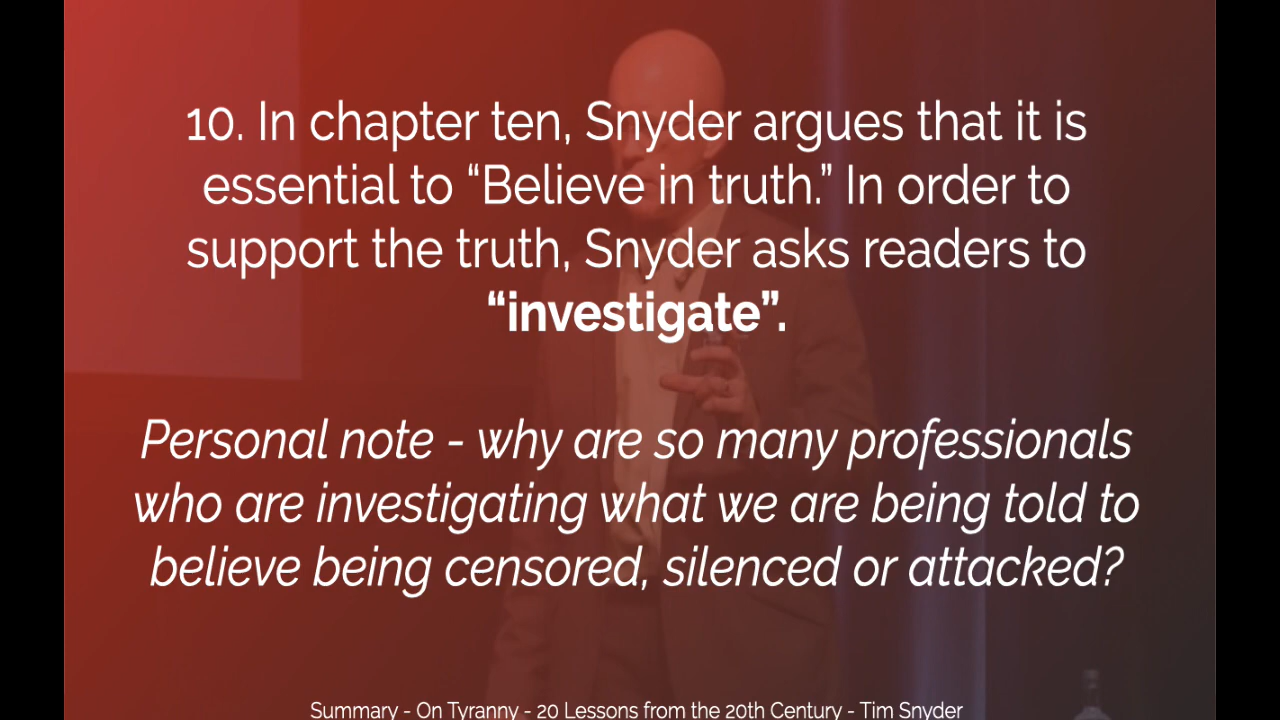 10. In chapter ten, Snyder argues that it is
essential to “Believe in truth.” In order to
support the truth, Snyder asks readers to
“investigate”.
Personal note - why are so many professionals
who are investigating what we are being told to
believe being censored, silenced or attacked?
Summary - On Tyranny - 20 Lessons from the 20th Century - Tim Snyder